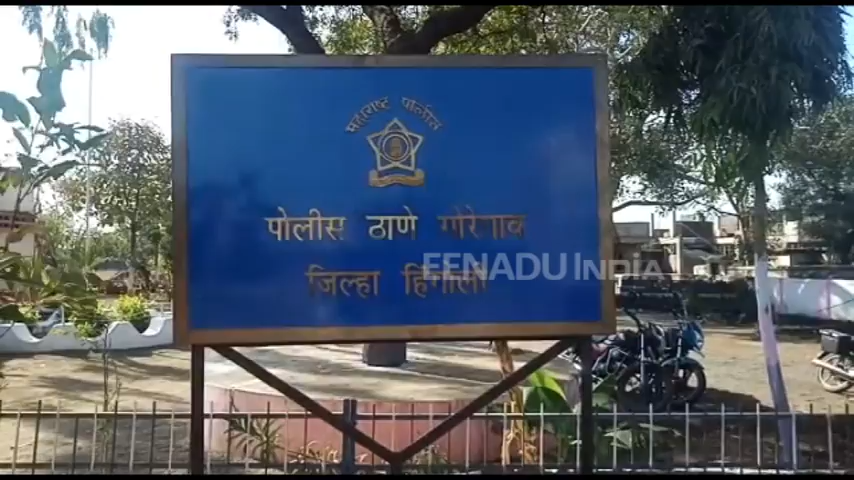 महाराष्ट्र पोलीस
पोलीस ठाणे गोरेगाव
जिल्हा हिंगोली
EENADU INDIA